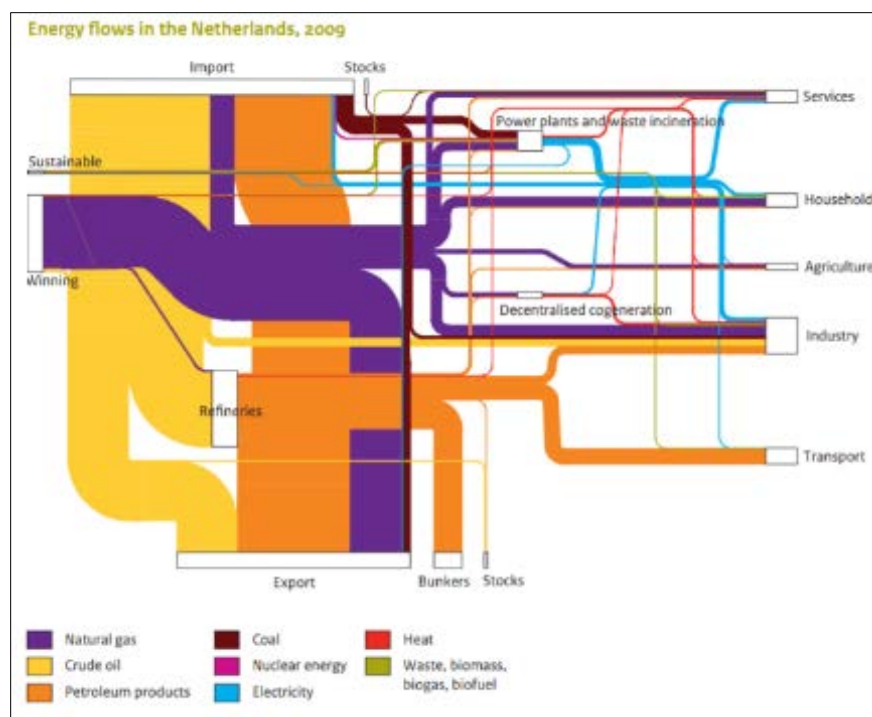 Energy flows in the Netherlands, 2009
Import
Stocks
Services
Power plants and waste incineration
Sustainable
Household
Winning
Agriculture
Decentralised cogeneration
Industry
Refineries
Transport
Export
Bunkers
Stocks
Natural gas
Coal
Heat
Crude oil
Nuclear energy
Waste, biomass,
biogas, biofuel
Petroleum products
Electricity